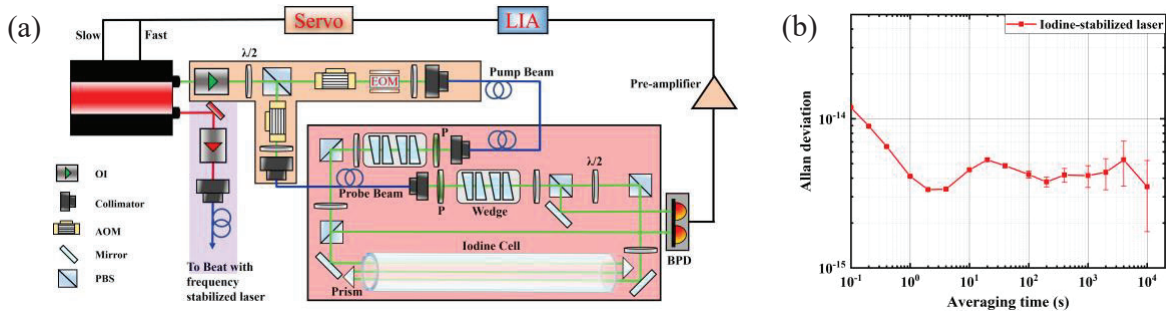 (a)
Slow
Fast
Servo
LIA
λ/2
EOM
Pump Beam
Pre-amplifier
OI
Collimator
AOM
Mirror
PBS
To Beat with
frequency
stabilized laser
P
Probe Beam
P
Wedge
λ/2
Iodine Cell
Prism
BPD
(b)
Iodine-stabilized laser
Allan deviation
10-14
10-15
10-1
100
101
102
103
104
Averaging time (s)